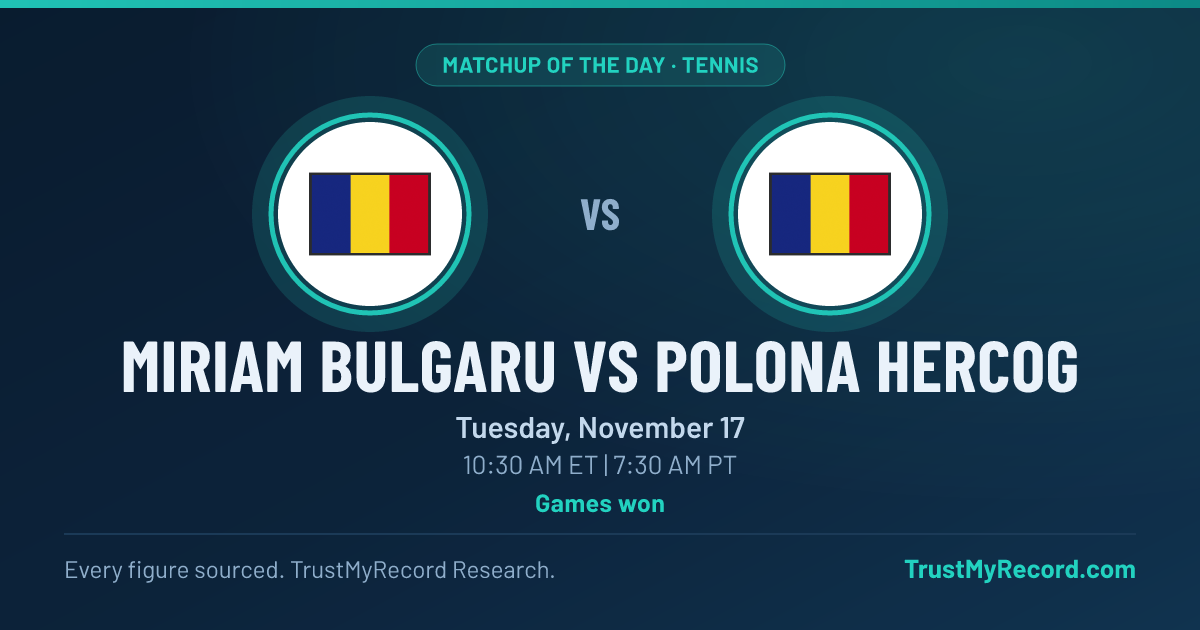 MATCHUP OF THE DAY · TENNIS
VS
MIRIAM BULGARU VS POLONA HERCOG
Tuesday, November 17
10:30 AM ET | 7:30 AM PT
Games won
Every figure sourced. TrustMyRecord Research.
TrustMyRecord.com